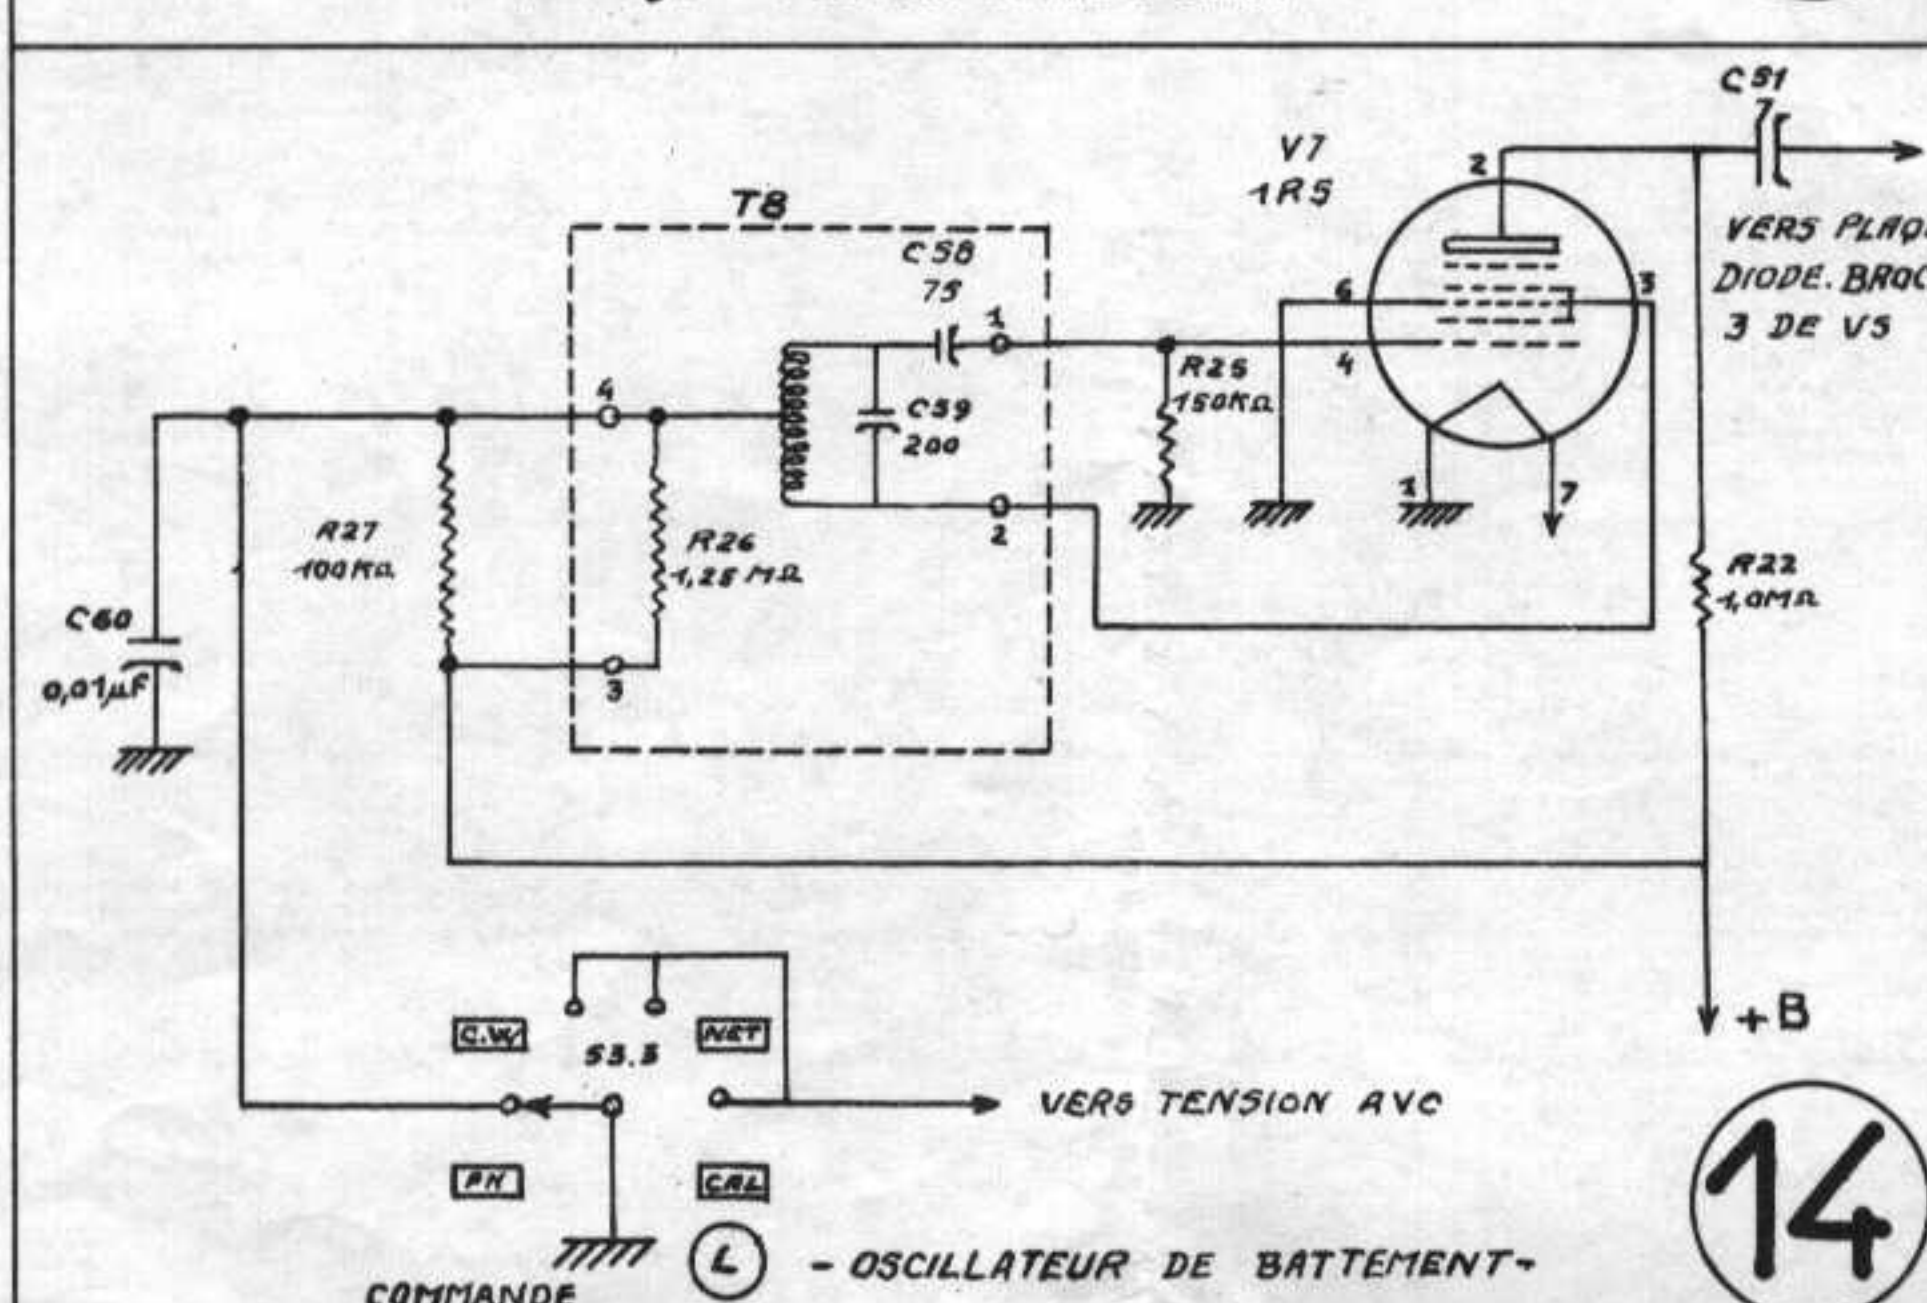 C51
V7
1R5
2
T8
C58
75
1
6
3
VERS PLAQ
DIODE. BROC
3 DE V5
4
R25
150KΩ
4
C59
200
1
7
R27
100KΩ
R26
1,25 MΩ
2
R22
1,0MΩ
C60
0,01µF
3
+B
C.W
S3.3
NET
VERS TENSION AVC
PH
CAL
14
L
- OSCILLATEUR DE BATTEMENT-
COMMANDE